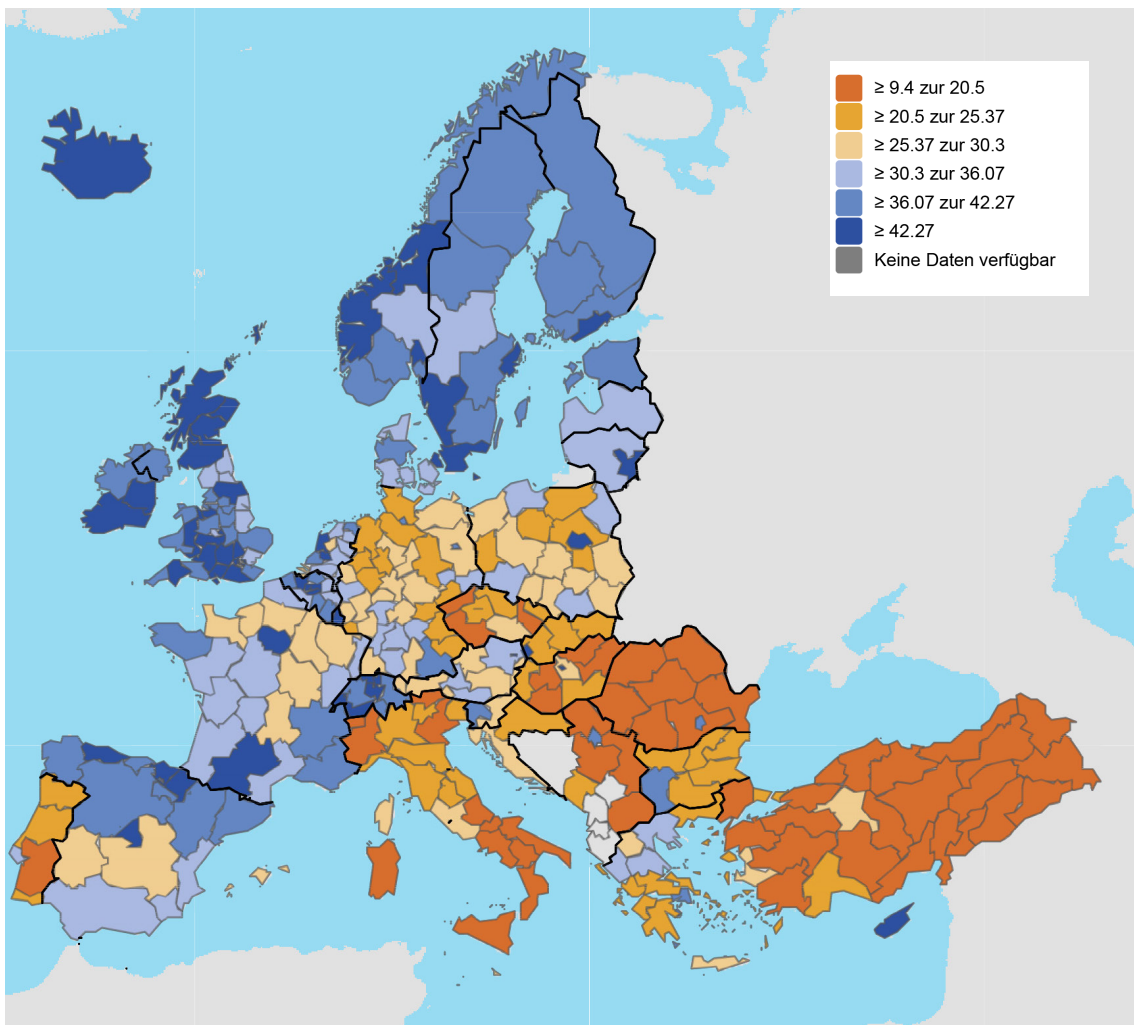 ≥ 9.4 zur 20.5
≥ 20.5 zur 25.37
≥ 25.37 zur 30.3
≥ 30.3 zur 36.07
≥ 36.07 zur 42.27
≥ 42.27
Keine Daten verfügbar